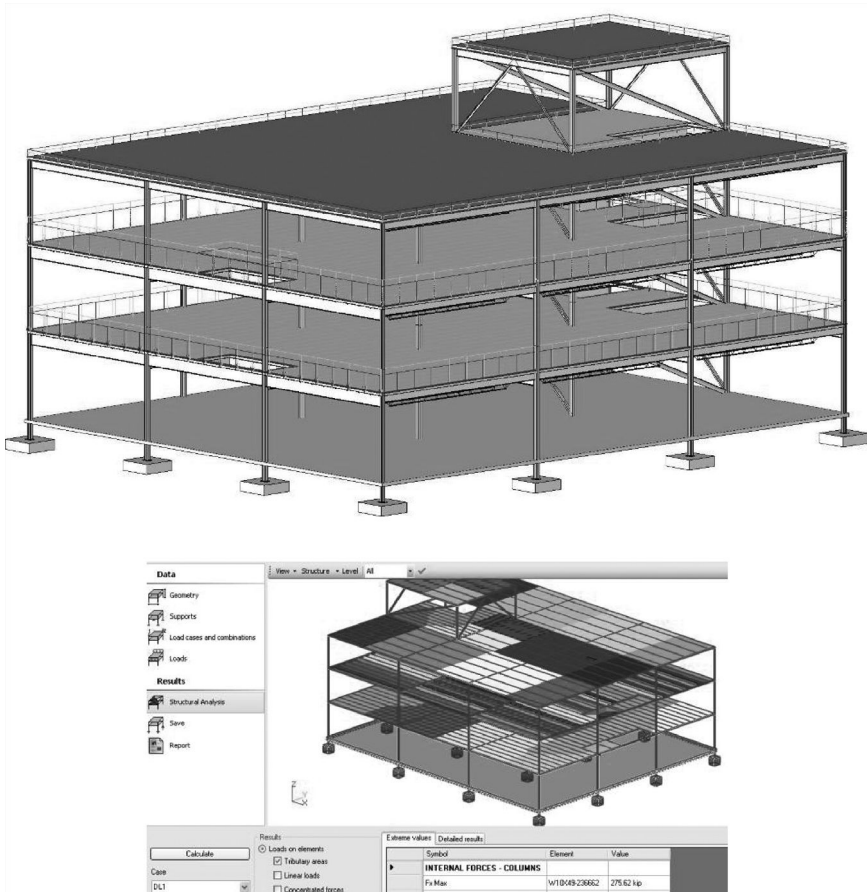 Data
View Structure Level All
Geometry
Supports
Load cases and combinations
Loads
Results
Structural Analysis
Save
Report
Z
Y
X
Calculate
Case
DL1
Results
Loads on elements
Tributary areas
Linear loads
Concentrated forces
Extreme values Detailed results
Symbol Element Value
INTERNAL FORCES - COLUMNS
Fx Max W10X49-236662 275.62 kip